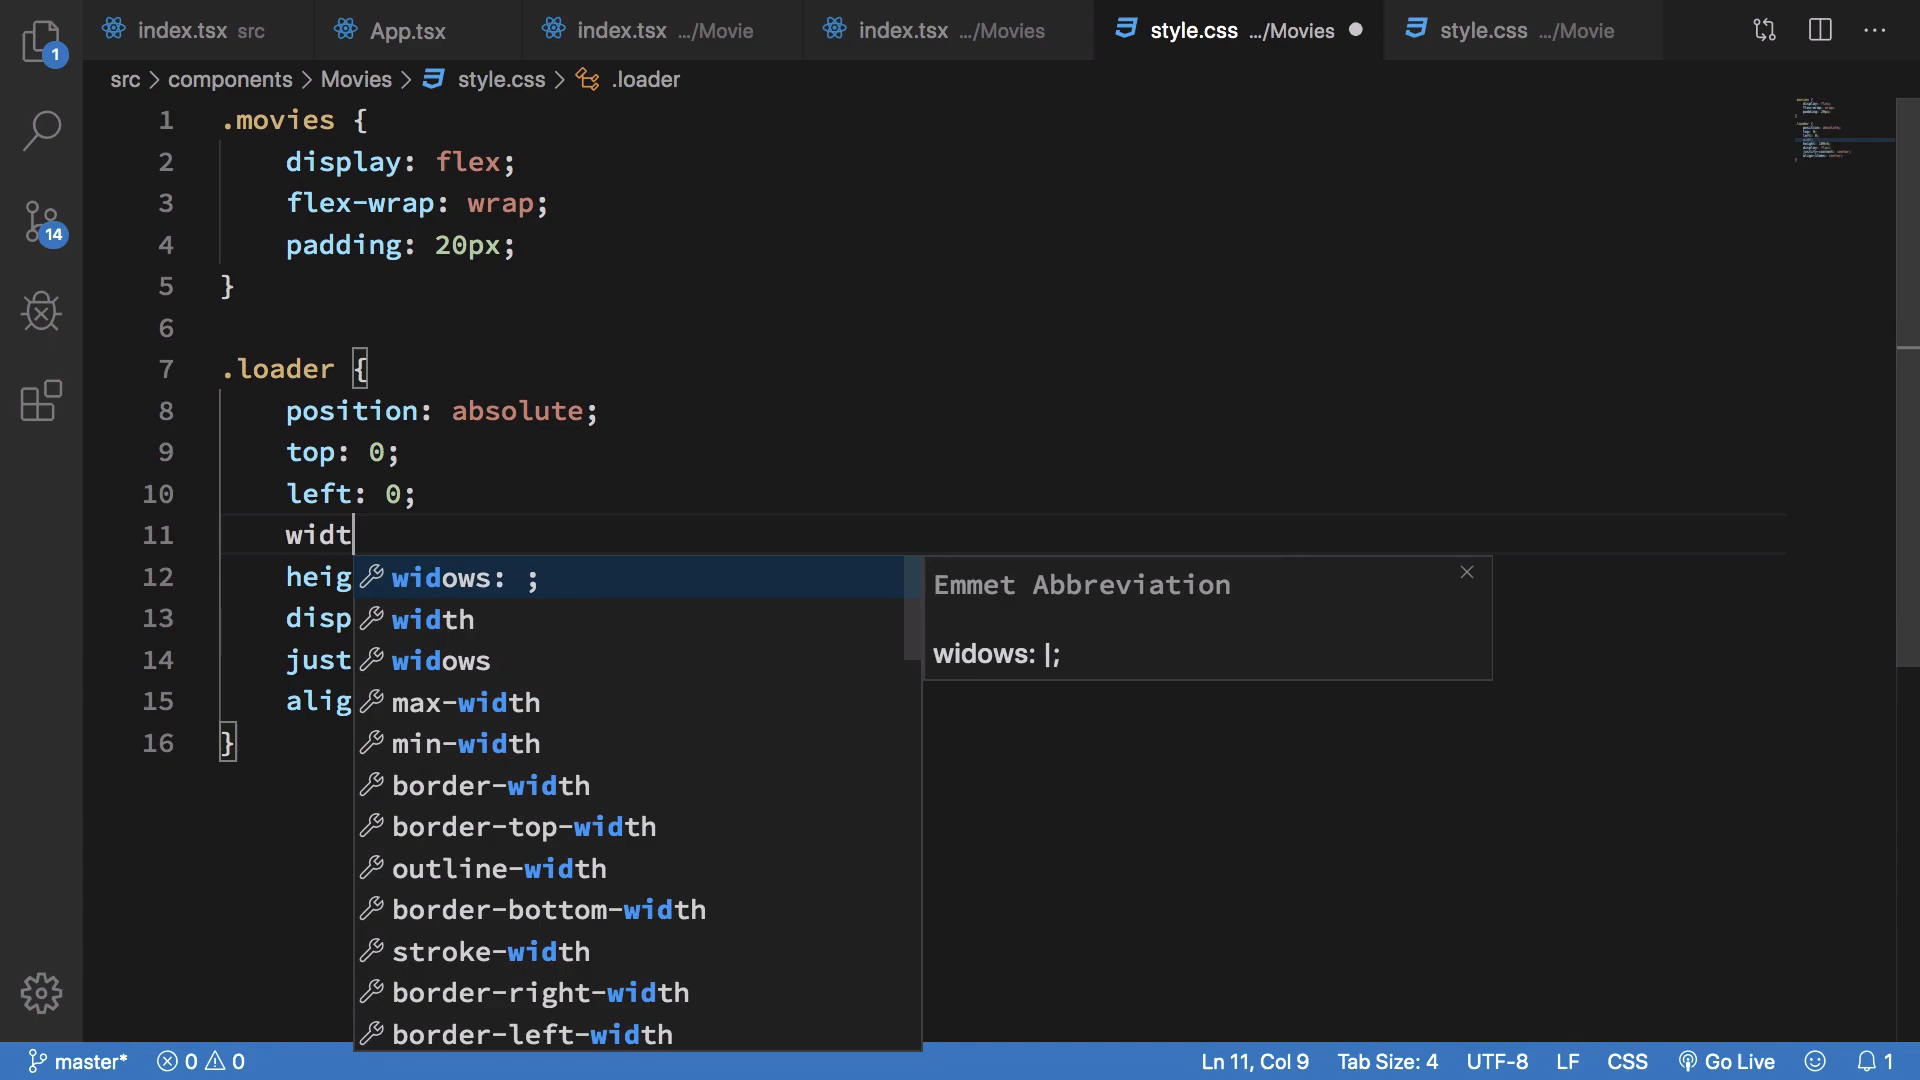 1
14
index.tsx src
App.tsx
index.tsx .../Movie
index.tsx .../Movies
style.css .../Movies
style.css .../Movie
src > components > Movies > style.css > .loader
1 .movies {
2 display: flex;
3 flex-wrap: wrap;
4 padding: 20px;
5 }
6
7 .loader {
8 position: absolute;
9 top: 0;
10 left: 0;
11 widt
12 heig
13 disp
14 just
15 alig
16 }
widows: ;
width
widows
max-width
min-width
border-width
border-top-width
outline-width
border-bottom-width
stroke-width
border-right-width
border-left-width
Emmet Abbreviation
widows: |;
master* 0 0
Ln 11, Col 9 Tab Size: 4 UTF-8 LF CSS Go Live 1